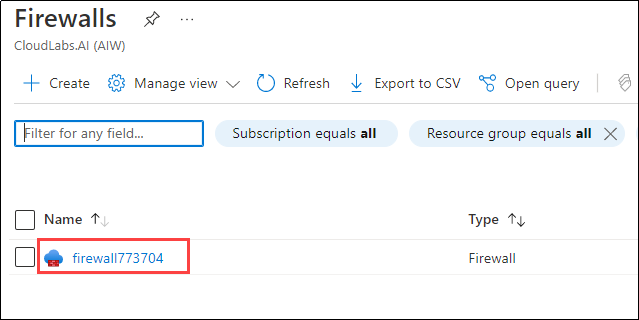 Firewalls
CloudLabs.AI (AIW)
Create Manage view Refresh Export to CSV Open query
Filter for any field... Subscription equals all Resource group equals all
Name Type
firewall773704 Firewall